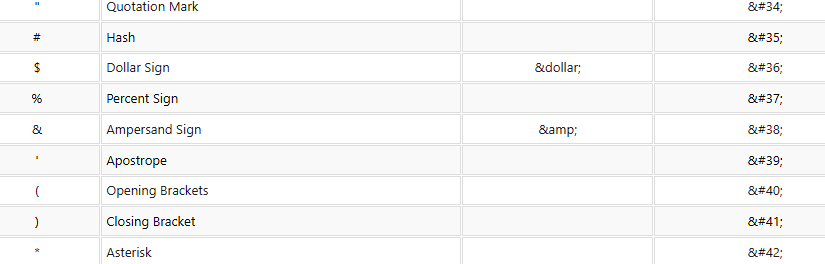 " Quotation Mark &#34;
# Hash &#35;
$ Dollar Sign &dollar; &#36;
% Percent Sign &#37;
& Ampersand Sign &amp; &#38;
' Apostrope &#39;
( Opening Brackets &#40;
) Closing Bracket &#41;
* Asterisk &#42;